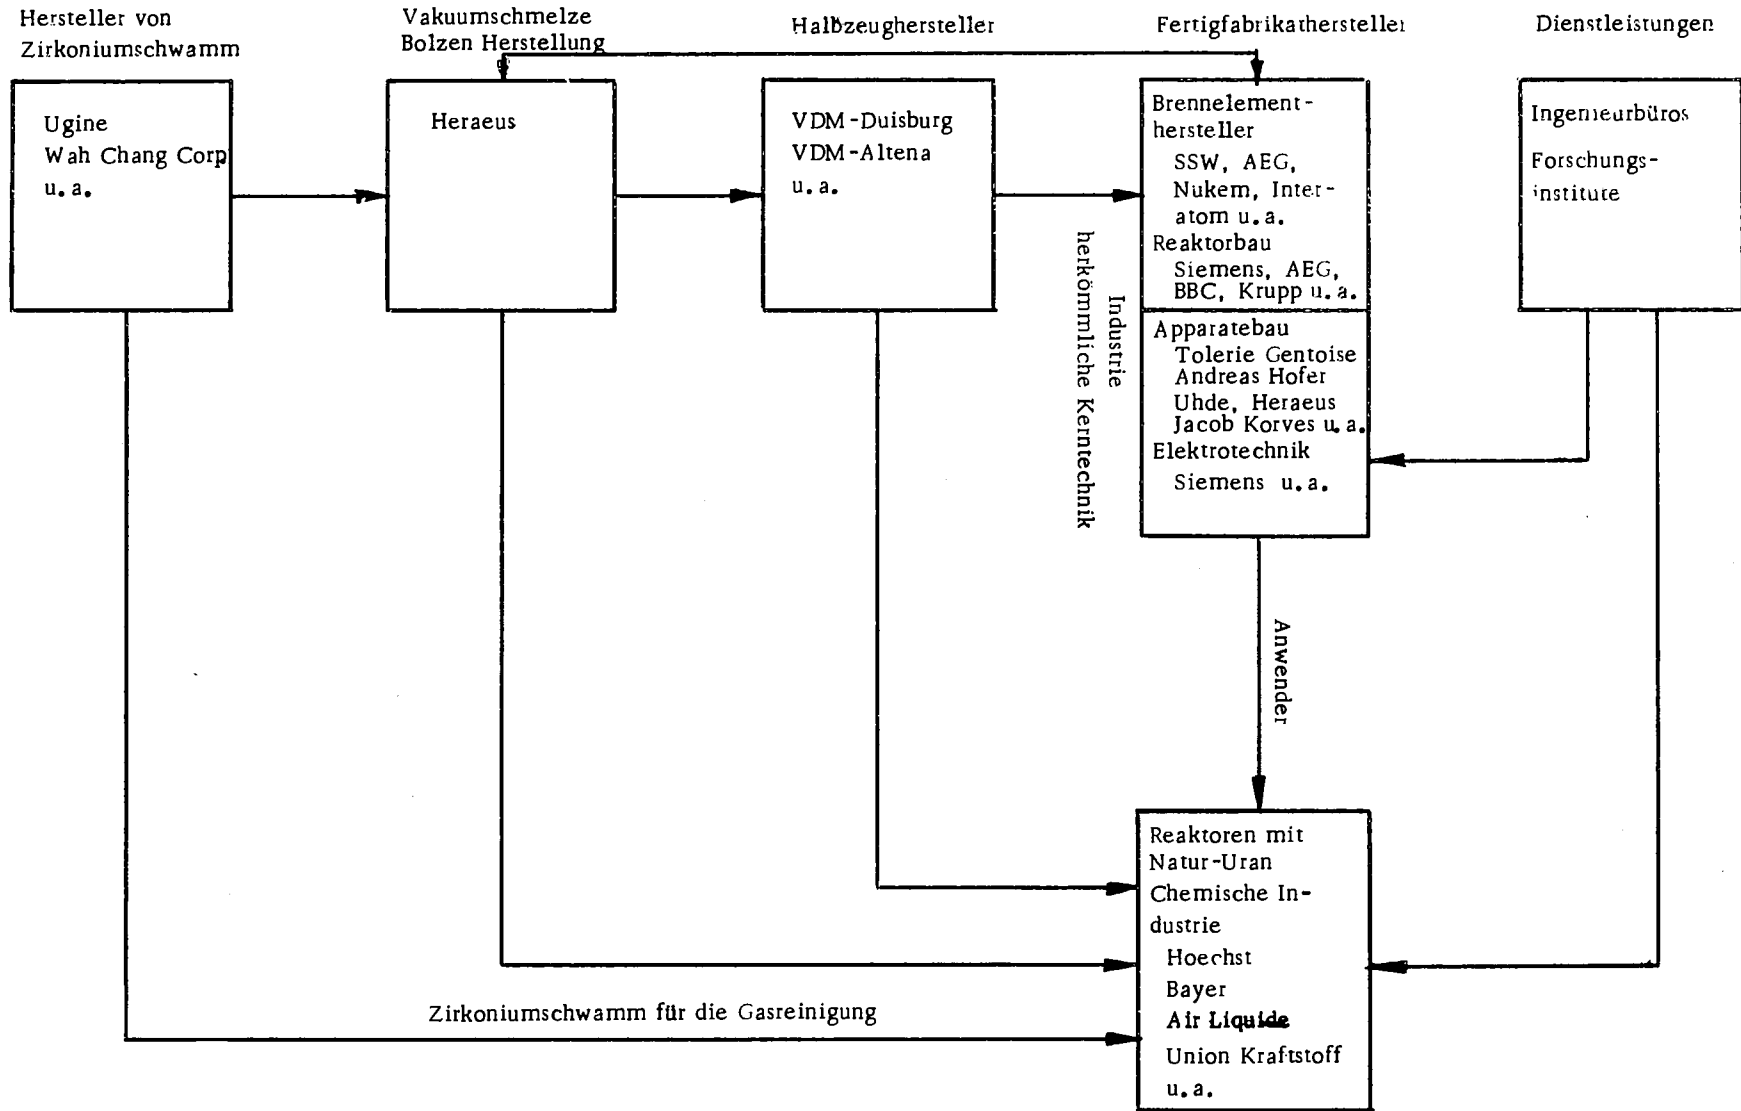 Hersteller von
Zirkoniumschwamm
Vakuumschmelze
Bolzen Herstellung
Halbzeughersteller
Fertigfabrikathersteller
Dienstleistungen
Ugine
Wah Chang Corp
u. a.
Heraeus
VDM-Duisburg
VDM-Altena
u. a.
Brennelement-
hersteller
SSW, AEG,
Nukem, Inter-
atom u. a.
Reaktorbau
Siemens, AEG,
BBC, Krupp u. a.
Apparatebau
Tolerie Gentoise
Andreas Hofer
Uhde, Heraeus
Jacob Korves u. a.
Elektrotechnik
Siemens u. a.
Ingenieurbüros
Forschungs-
institute
Industrie
herkömmliche Kerntechnik
Anwender
Reaktoren mit
Natur-Uran
Chemische In-
dustrie
Hoechst
Bayer
Air Liquide
Union Kraftstoff
u. a.
Zirkoniumschwamm für die Gasreinigung